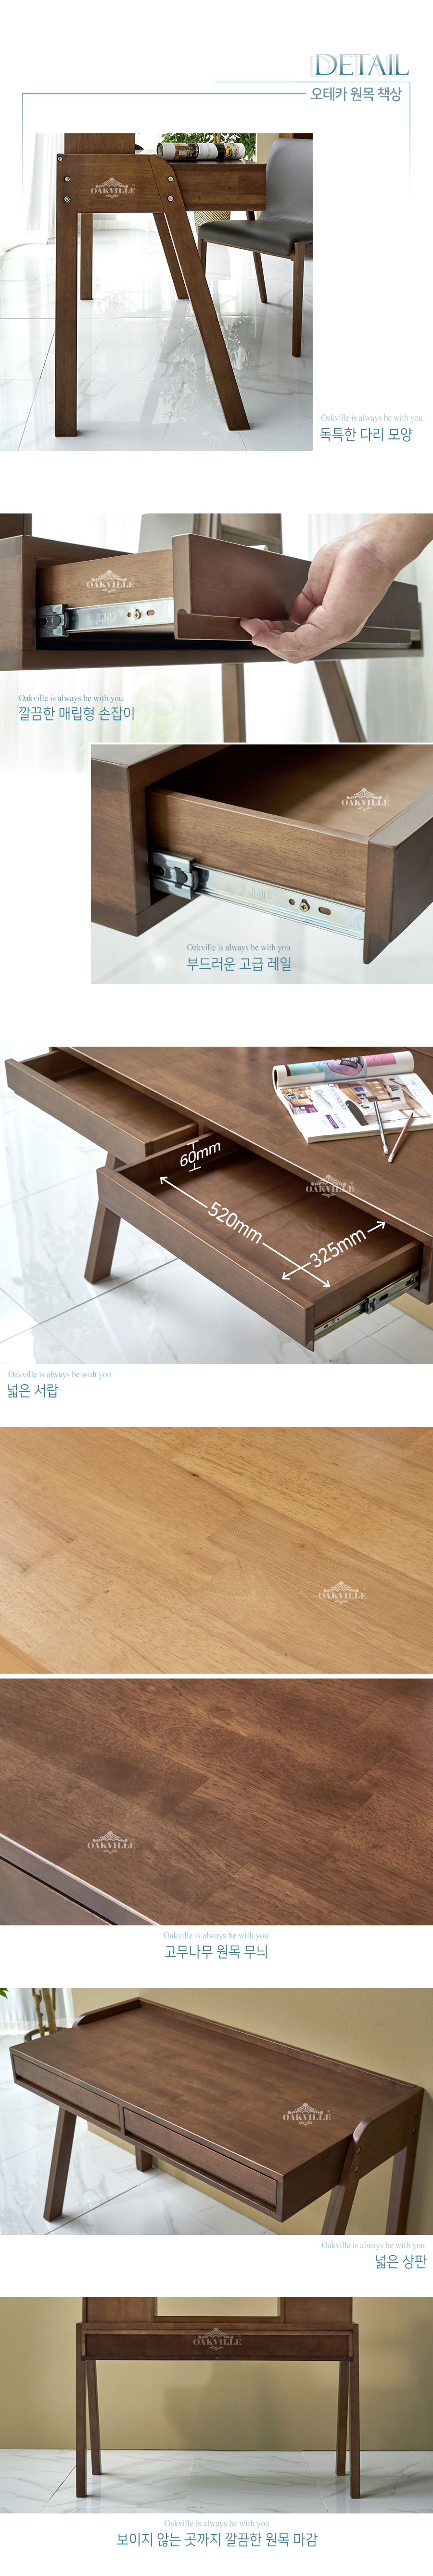 DETAIL
오테카 원목 책상
OAKVILLE
Oakville is always be with you
독특한 다리 모양
OAKVILLE
Oakville is always be with you
깔끔한 매립형 손잡이
OAKVILLE
Oakville is always be with you
부드러운 고급 레일
60mm
520mm
325mm
OAKVILLE
Oakville is always be with you
넓은 서랍
OAKVILLE
OAKVILLE
Oakville is always be with you
고무나무 원목 무늬
OAKVILLE
Oakville is always be with you
넓은 상판
OAKVILLE
Oakville is always be with you
보이지 않는 곳까지 깔끔한 원목 마감